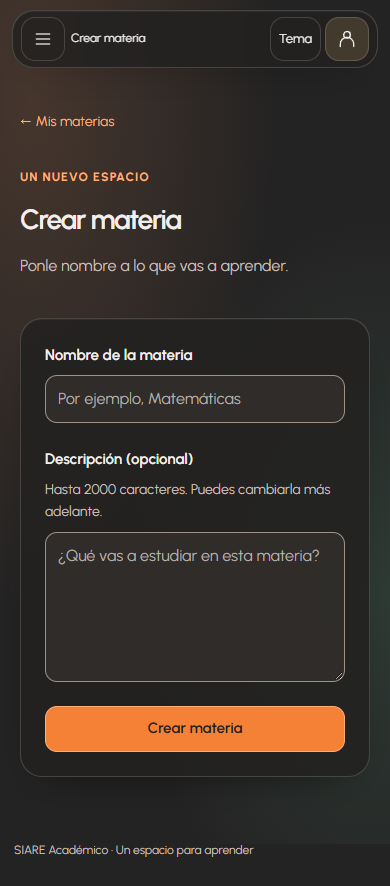 Crear materia
Tema
← Mis materias
UN NUEVO ESPACIO
Crear materia
Ponle nombre a lo que vas a aprender.
Nombre de la materia
Por ejemplo, Matemáticas
Descripción (opcional)
Hasta 2000 caracteres. Puedes cambiarla más
adelante.
¿Qué vas a estudiar en esta materia?
Crear materia
SIARE Académico · Un espacio para aprender